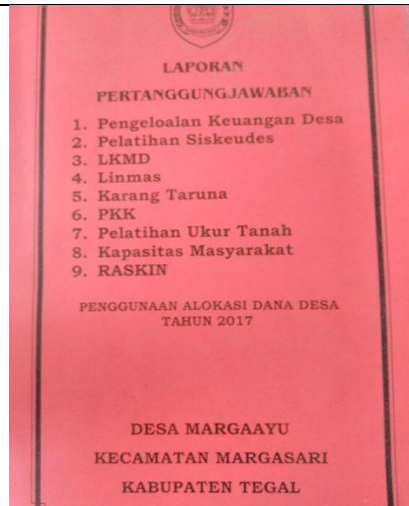 LAPORAN
PERTANGGUNGJAWABAN
1. Pengeloalan Keuangan Desa
2. Pelatihan Siskeudes
3. LKMD
4. Linmas
5. Karang Taruna
6. PKK
7. Pelatihan Ukur Tanah
8. Kapasitas Masyarakat
9. RASKIN
PENGGUNAAN ALOKASI DANA DESA
TAHUN 2017
DESA MARGAAYU
KECAMATAN MARGASARI
KABUPATEN TEGAL